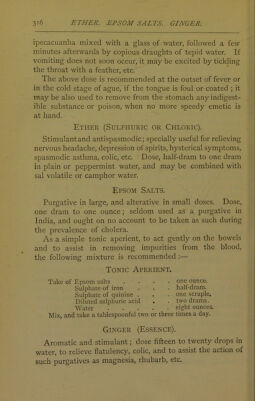 316 ETHER. EPSOM SALTS. GINGER.
ipecacuanha mixed with a glass of water, followed a few
minutes afterwards by copious draughts of tepid water. If
vomiting does not soon occur, it may be excited by tickling
the throat with a feather, etc.
The above dose is recommended at the outset of fever or
in the cold stage of ague, if the tongue is foul or coated ; it
may be also used to remove from the stomach any indigest-
ible substance or poison, when no more speedy emetic is
at hand.
ETHER (SULPHURIC OR CHLORIC).
Stimulant and antispasmodic; specially useful for relieving
nervous headache, depression of spirits, hysterical symptoms,
spasmodic asthma, colic, etc. Dose, half-dram to one dram
in plain or peppermint water, and may be combined with
sal volatile or camphor water.
EPSOM SALTS.
Purgative in large, and alterative in small doses. Dose,
one dram to one ounce; seldom used as a purgative in
India, and ought on no account to be taken as such during
the prevalence of cholera.
As a simple tonic aperient, to act gently on the bowels
and to assist in removing impurities from the blood,
the following mixture is recommended :—
TONIC APERIENT.
Take of Epsom salts . . . . one ounce.
Sulphate of iron . . . half-dram.
Sulphate of quinine . . . one scruple.
Diluted sulphuric acid . . two drams.
Water . . . . eight ounces.
Mix, and take a tablespoonful two or three times a day.
GINGER (ESSENCE).
Aromatic and stimulant; dose fifteen to twenty drops in
water, to relieve flatulency, colic, and to assist the action of
such purgatives as magnesia, rhubarb, etc.